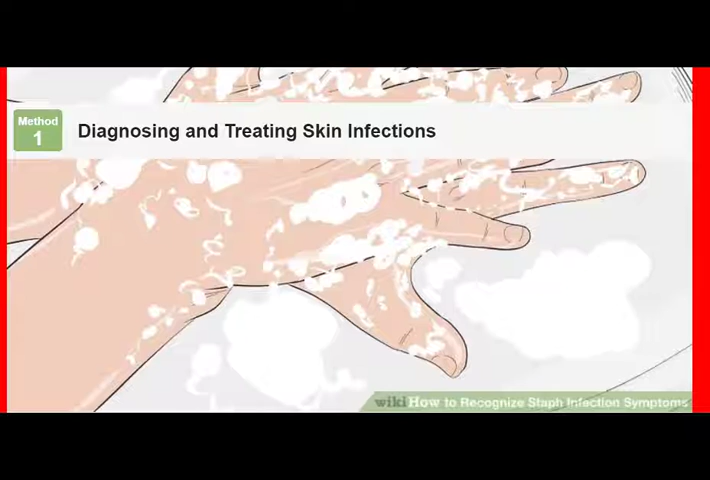 Method
1
Diagnosing and Treating Skin Infections
wikiHow to Recognize Staph Infection Symptoms